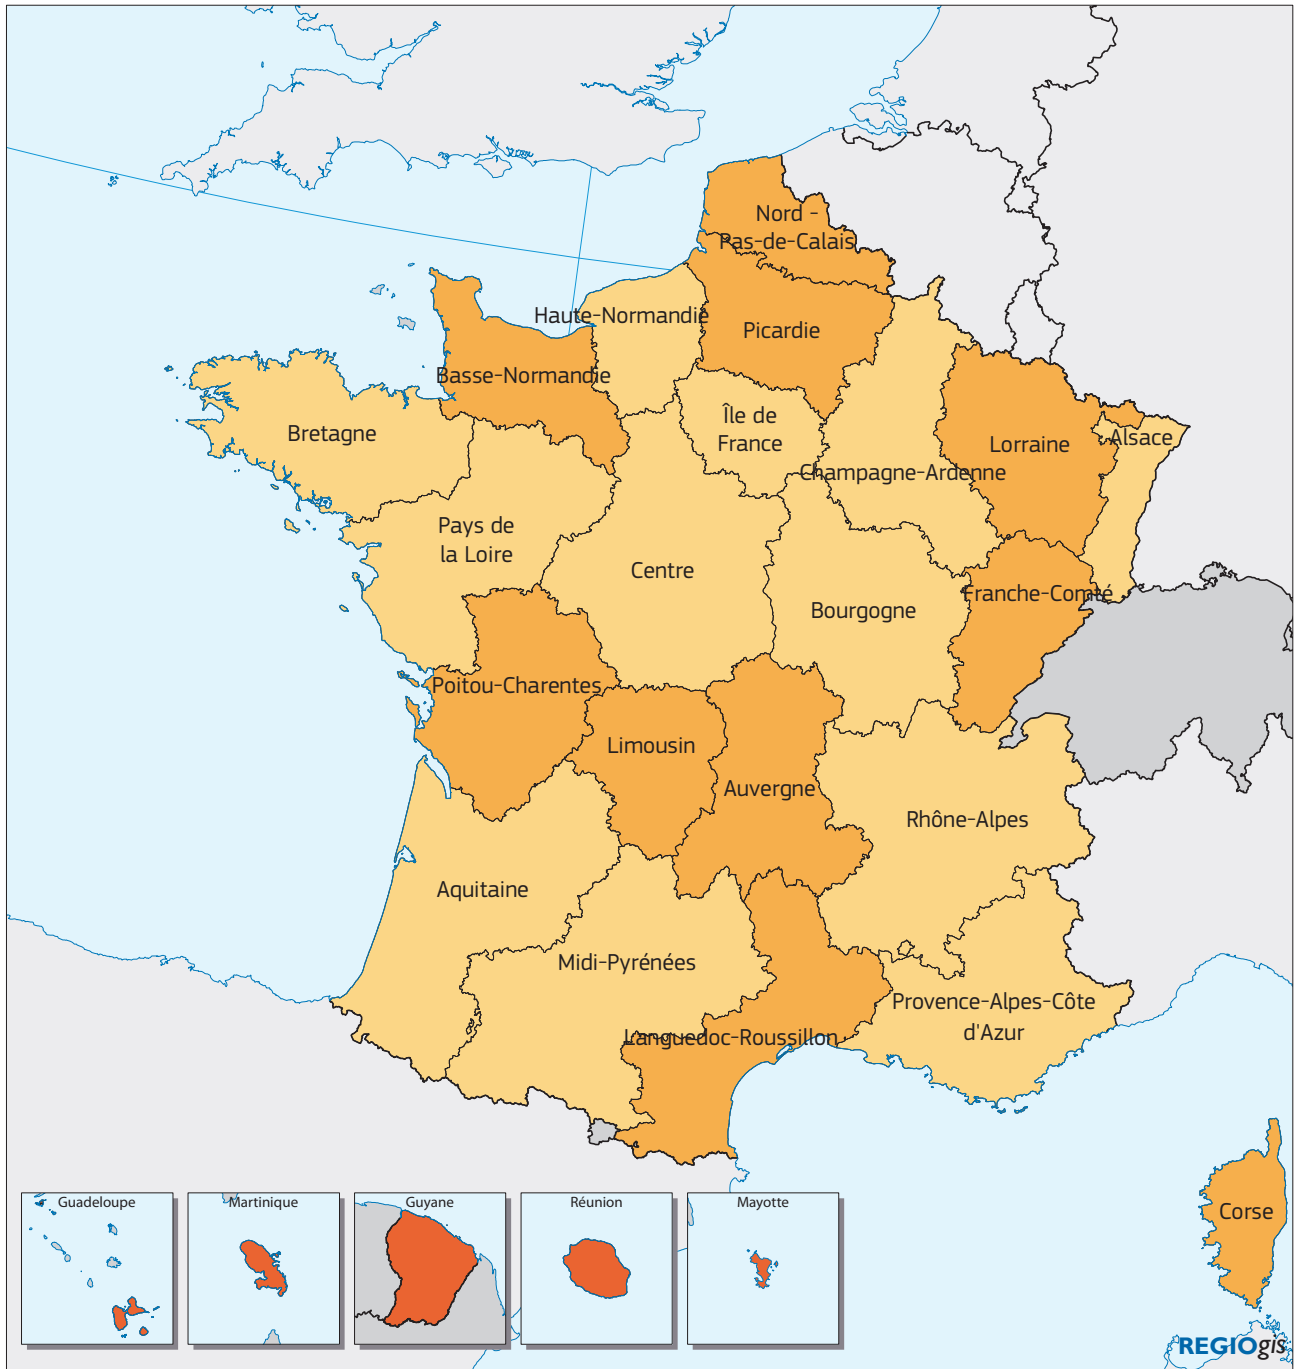 Nord -
Pas-de-Calais
Haute-Normandie
Picardie
Basse-Normandie
Île de
France
Bretagne
Lorraine
Alsace
Champagne-Ardenne
Pays de
la Loire
Centre
Franche-Comté
Bourgogne
Poitou-Charentes
Limousin
Auvergne
Rhône-Alpes
Aquitaine
Midi-Pyrénées
Provence-Alpes-Côte
d'Azur
Languedoc-Roussillon
Guadeloupe
Martinique
Guyane
Réunion
Mayotte
Corse
REGIOgis